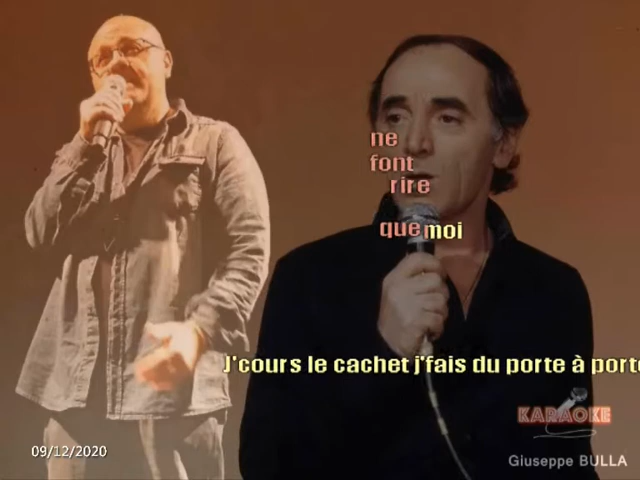 ne
font
rire
que moi
J'cours le cachet j'fais du porte à porte
KARAOKE
09/12/2020
Giuseppe BULLA